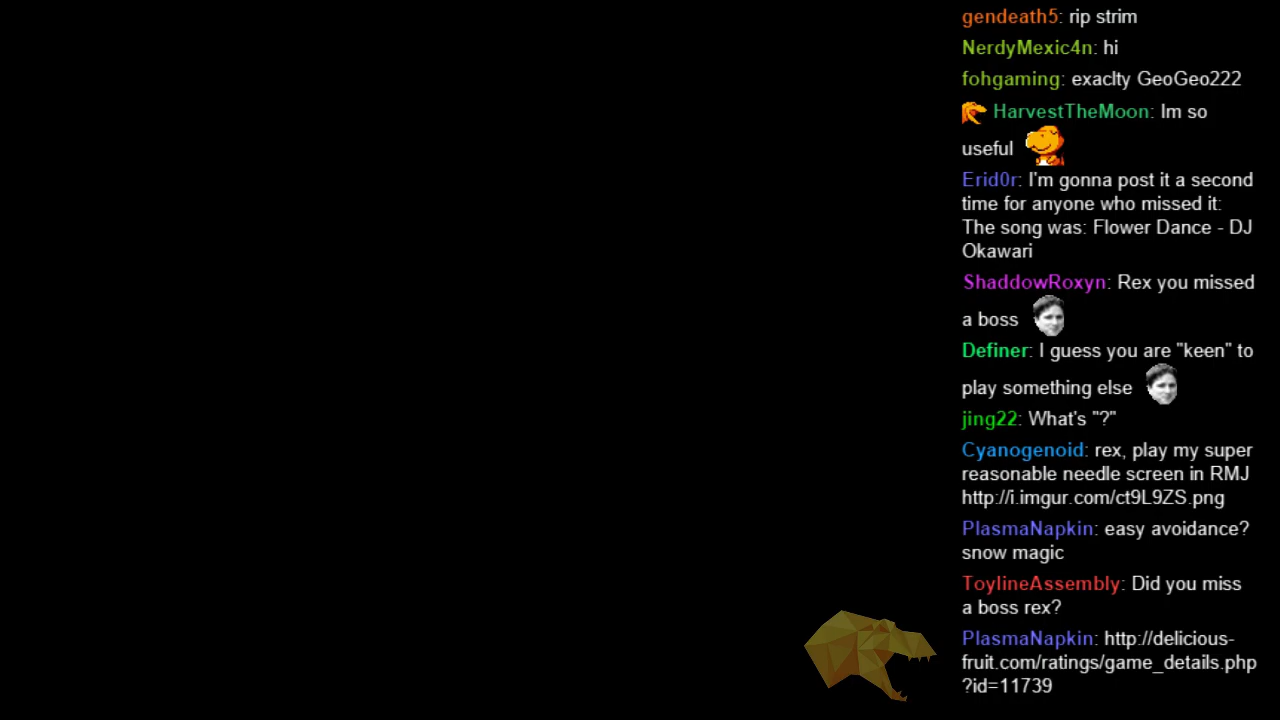 gendeath5: rip strim
NerdyMexic4n: hi
fohgaming: exaclty GeoGeo222
HarvestTheMoon: Im so
useful
Erid0r: I'm gonna post it a second
time for anyone who missed it:
The song was: Flower Dance - DJ
Okawari
ShaddowRoxyn: Rex you missed
a boss
Definer: I guess you are "keen" to
play something else
jing22: What's "?"
Cyanogenoid: rex, play my super
reasonable needle screen in RMJ
http://i.imgur.com/ct9L9ZS.png
PlasmaNapkin: easy avoidance?
snow magic
ToylineAssembly: Did you miss
a boss rex?
PlasmaNapkin: http://delicious-
fruit.com/ratings/game_details.php
?id=11739